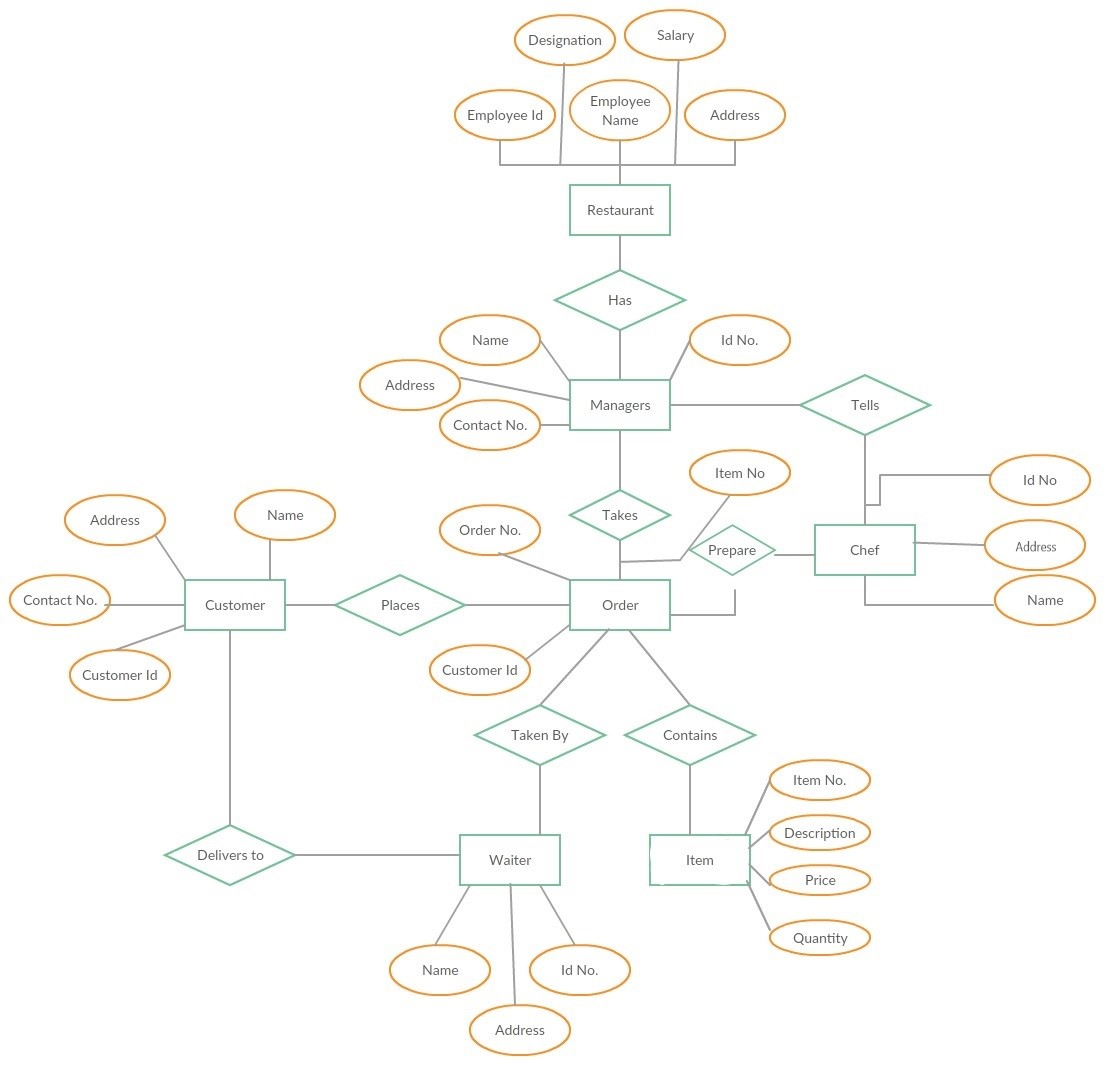 Designation
Salary
Employee Id
Employee
Name
Address
Restaurant
Has
Name
Id No.
Address
Managers
Tells
Contact No.
Item No
Id No
Address
Name
Order No.
Takes
Prepare
Chef
Address
Contact No.
Customer
Places
Order
Name
Customer Id
Customer Id
Taken By
Contains
Item No.
Description
Delivers to
Waiter
Item
Price
Quantity
Name
Id No.
Address